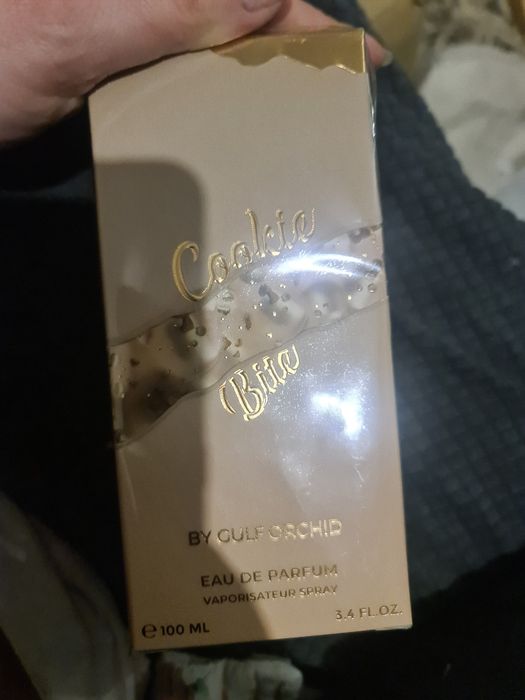 Cookie
Bite
BY GULF ORCHID
EAU DE PARFUM
VAPORISATEUR SPRAY
3.4 FL.OZ.
℮ 100 ML